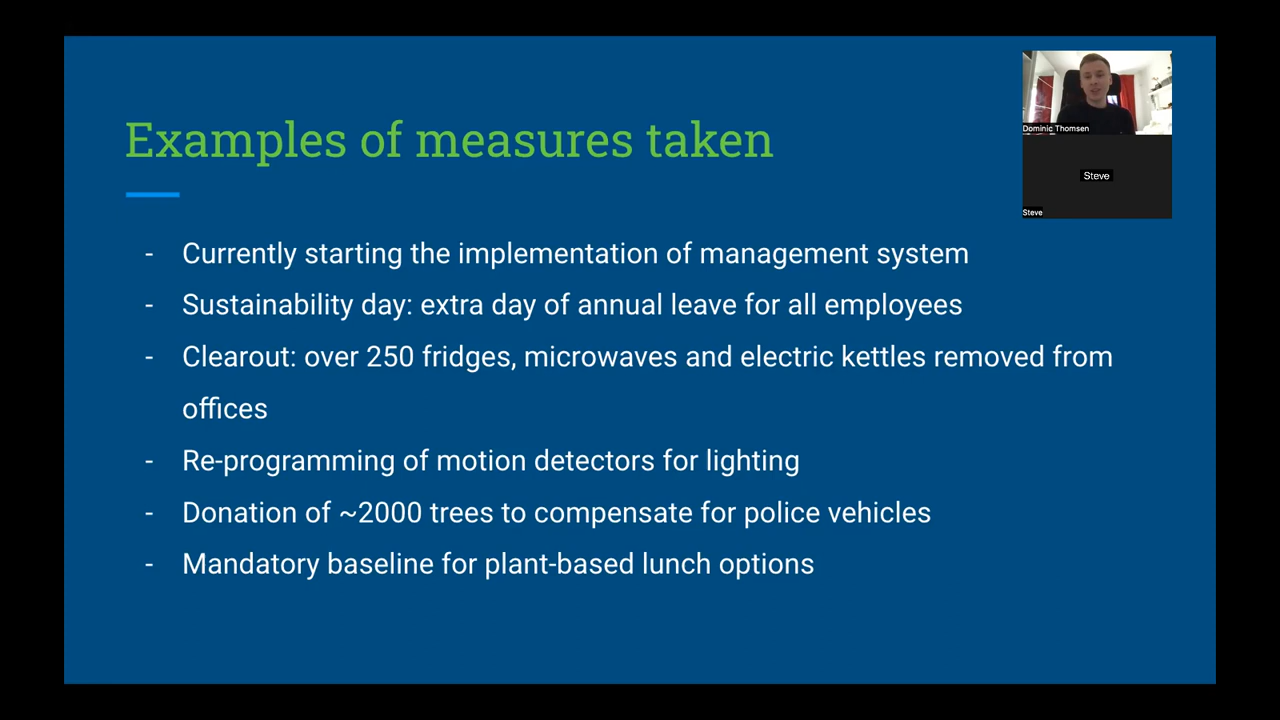 Examples of measures taken
- Currently starting the implementation of management system
- Sustainability day: extra day of annual leave for all employees
- Clearout: over 250 fridges, microwaves and electric kettles removed from
offices
- Re-programming of motion detectors for lighting
- Donation of ~2000 trees to compensate for police vehicles
- Mandatory baseline for plant-based lunch options
Dominic Thomsen
Steve
Steve